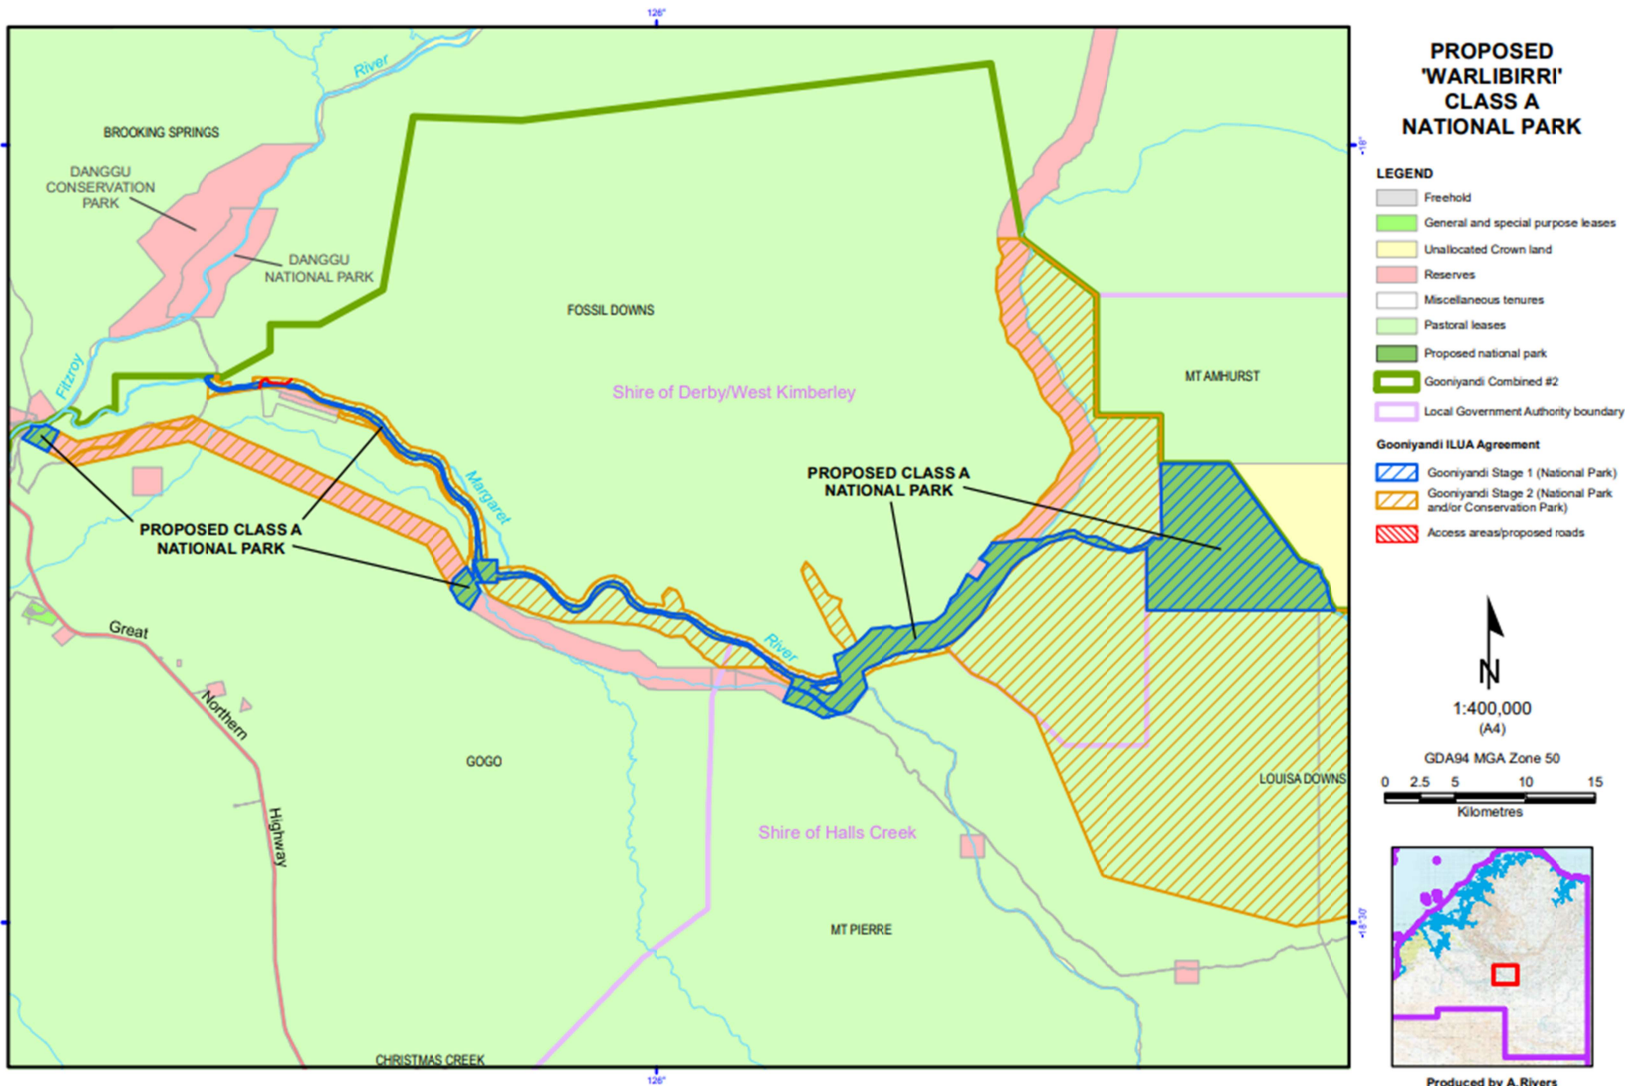 126°
River
BROOKING SPRINGS
DANGGU
CONSERVATION
PARK
DANGGU
NATIONAL PARK
FOSSIL DOWNS
Fitzroy
Shire of Derby/West Kimberley
MT AMHURST
PROPOSED CLASS A
NATIONAL PARK
Margaret
PROPOSED CLASS A
NATIONAL PARK
River
Great
Northern
Highway
GOGO
LOUISA DOWNS
Shire of Halls Creek
MT PIERRE
CHRISTMAS CREEK
126°
-18°
-18°30'
PROPOSED
'WARLIBIRRI'
CLASS A
NATIONAL PARK
LEGEND
Freehold
General and special purpose leases
Unallocated Crown land
Reserves
Miscellaneous tenures
Pastoral leases
Proposed national park
Gooniyandi Combined #2
Local Government Authority boundary
Gooniyandi ILUA Agreement
Gooniyandi Stage 1 (National Park)
Gooniyandi Stage 2 (National Park
and/or Conservation Park)
Access areas/proposed roads
N
1:400,000
(A4)
GDA94 MGA Zone 50
0 2.5 5 10 15
Kilometres
Produced by A.Rivers